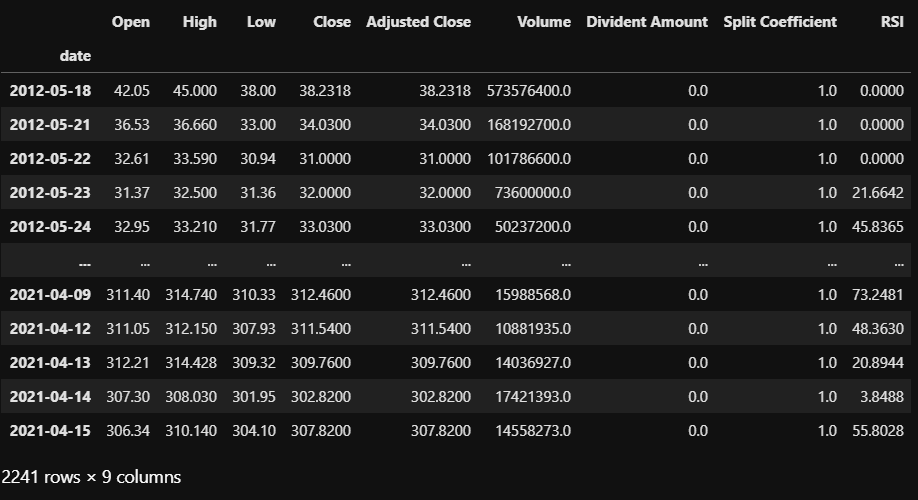 Open High Low Close Adjusted Close Volume Divident Amount Split Coefficient RSI
date
2012-05-18 42.05 45.000 38.00 38.2318 38.2318 573576400.0 0.0 1.0 0.0000
2012-05-21 36.53 36.660 33.00 34.0300 34.0300 168192700.0 0.0 1.0 0.0000
2012-05-22 32.61 33.590 30.94 31.0000 31.0000 101786600.0 0.0 1.0 0.0000
2012-05-23 31.37 32.500 31.36 32.0000 32.0000 73600000.0 0.0 1.0 21.6642
2012-05-24 32.95 33.210 31.77 33.0300 33.0300 50237200.0 0.0 1.0 45.8365
... ... ... ... ... ... ... ... ... ...
2021-04-09 311.40 314.740 310.33 312.4600 312.4600 15988568.0 0.0 1.0 73.2481
2021-04-12 311.05 312.150 307.93 311.5400 311.5400 10881935.0 0.0 1.0 48.3630
2021-04-13 312.21 314.428 309.32 309.7600 309.7600 14036927.0 0.0 1.0 20.8944
2021-04-14 307.30 308.030 301.95 302.8200 302.8200 17421393.0 0.0 1.0 3.8488
2021-04-15 306.34 310.140 304.10 307.8200 307.8200 14558273.0 0.0 1.0 55.8028
2241 rows × 9 columns